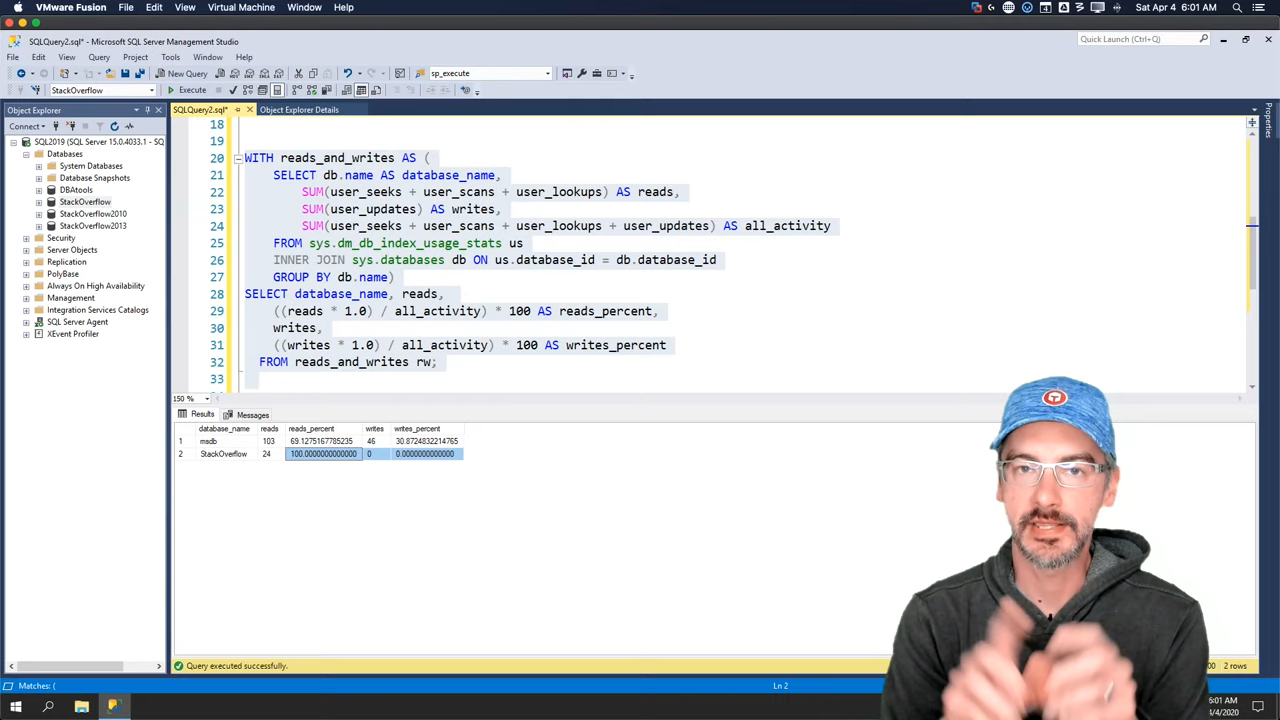 VMware Fusion File Edit View Virtual Machine Window Help
Sat Apr 4 6:01 AM
SQLQuery2.sql* - Microsoft SQL Server Management Studio
Quick Launch (Ctrl+Q)
File Edit View Query Project Tools Window Help
New Query
sp_execute
StackOverflow
Execute
Object Explorer
SQLQuery2.sql*
Object Explorer Details
Properties
Connect
SQL2019 (SQL Server 15.0.4033.1 - SQ
Databases
System Databases
Database Snapshots
DBAtools
StackOverflow
StackOverflow2010
StackOverflow2013
Security
Server Objects
Replication
PolyBase
Always On High Availability
Management
Integration Services Catalogs
SQL Server Agent
XEvent Profiler
18
19
20 WITH reads_and_writes AS (
21 SELECT db.name AS database_name,
22 SUM(user_seeks + user_scans + user_lookups) AS reads,
23 SUM(user_updates) AS writes,
24 SUM(user_seeks + user_scans + user_lookups + user_updates) AS all_activity
25 FROM sys.dm_db_index_usage_stats us
26 INNER JOIN sys.databases db ON us.database_id = db.database_id
27 GROUP BY db.name)
28 SELECT database_name, reads,
29 ((reads * 1.0) / all_activity) * 100 AS reads_percent,
30 writes,
31 ((writes * 1.0) / all_activity) * 100 AS writes_percent
32 FROM reads_and_writes rw;
33
150 %
Results Messages
database_name reads reads_percent writes writes_percent
1 msdb 103 69.1275167785235 46 30.8724832214765
2 StackOverflow 24 100.0000000000000 0 0.0000000000000
Query executed successfully.
00 2 rows
Matches: (
Ln 2
6:01 AM
4/4/2020